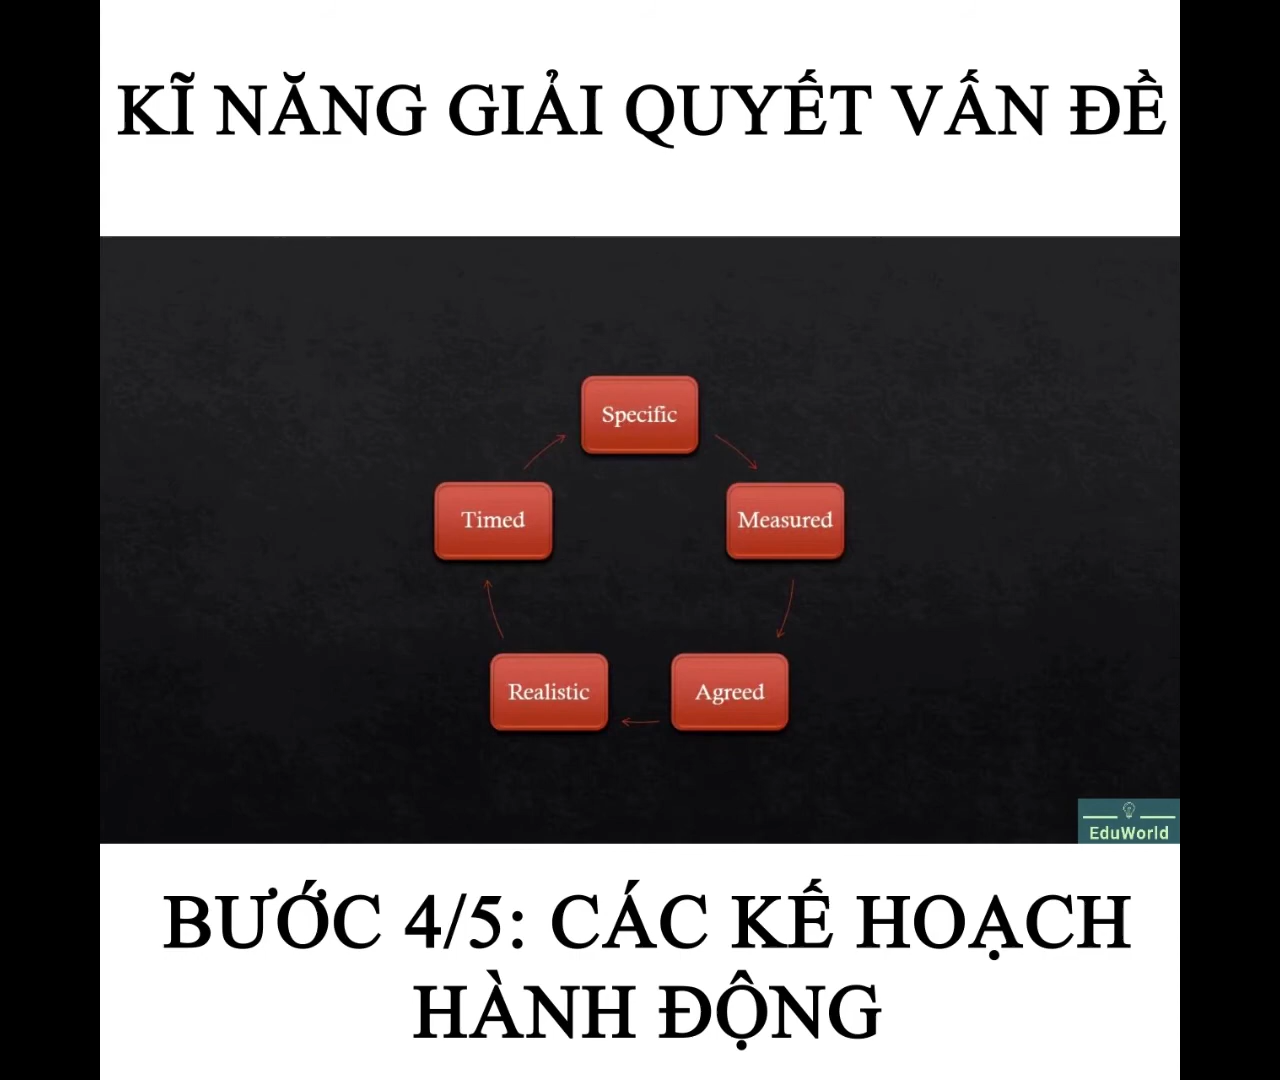 KĨ NĂNG GIẢI QUYẾT VẤN ĐỀ
Specific
Timed
Measured
Realistic
Agreed
EduWorld
BƯỚC 4/5: CÁC KẾ HOẠCH
HÀNH ĐỘNG